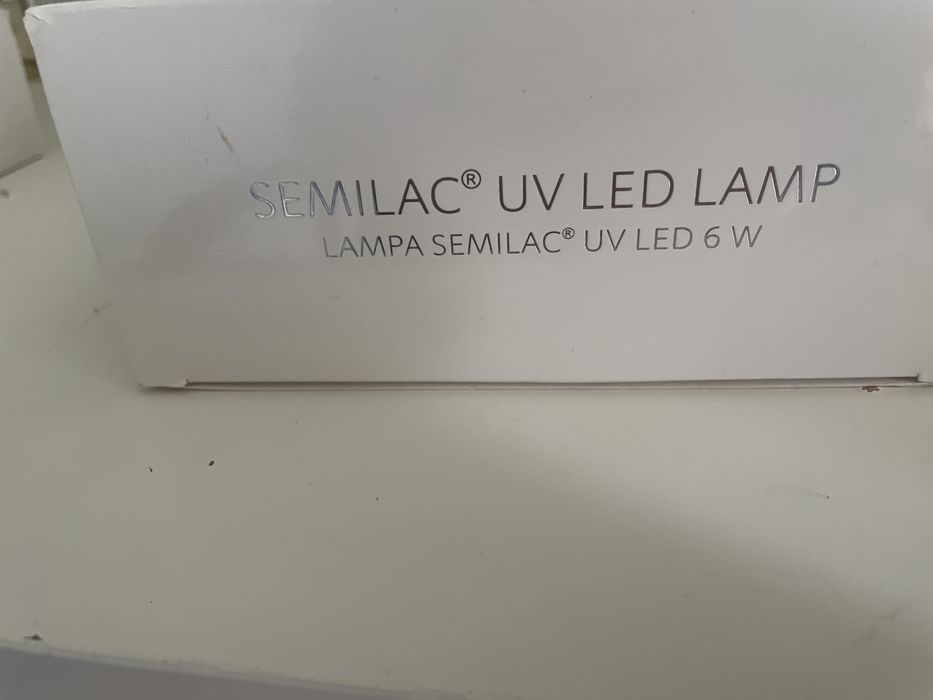 SEMILAC® UV LED LAMP
LAMPA SEMILAC® UV LED 6 W